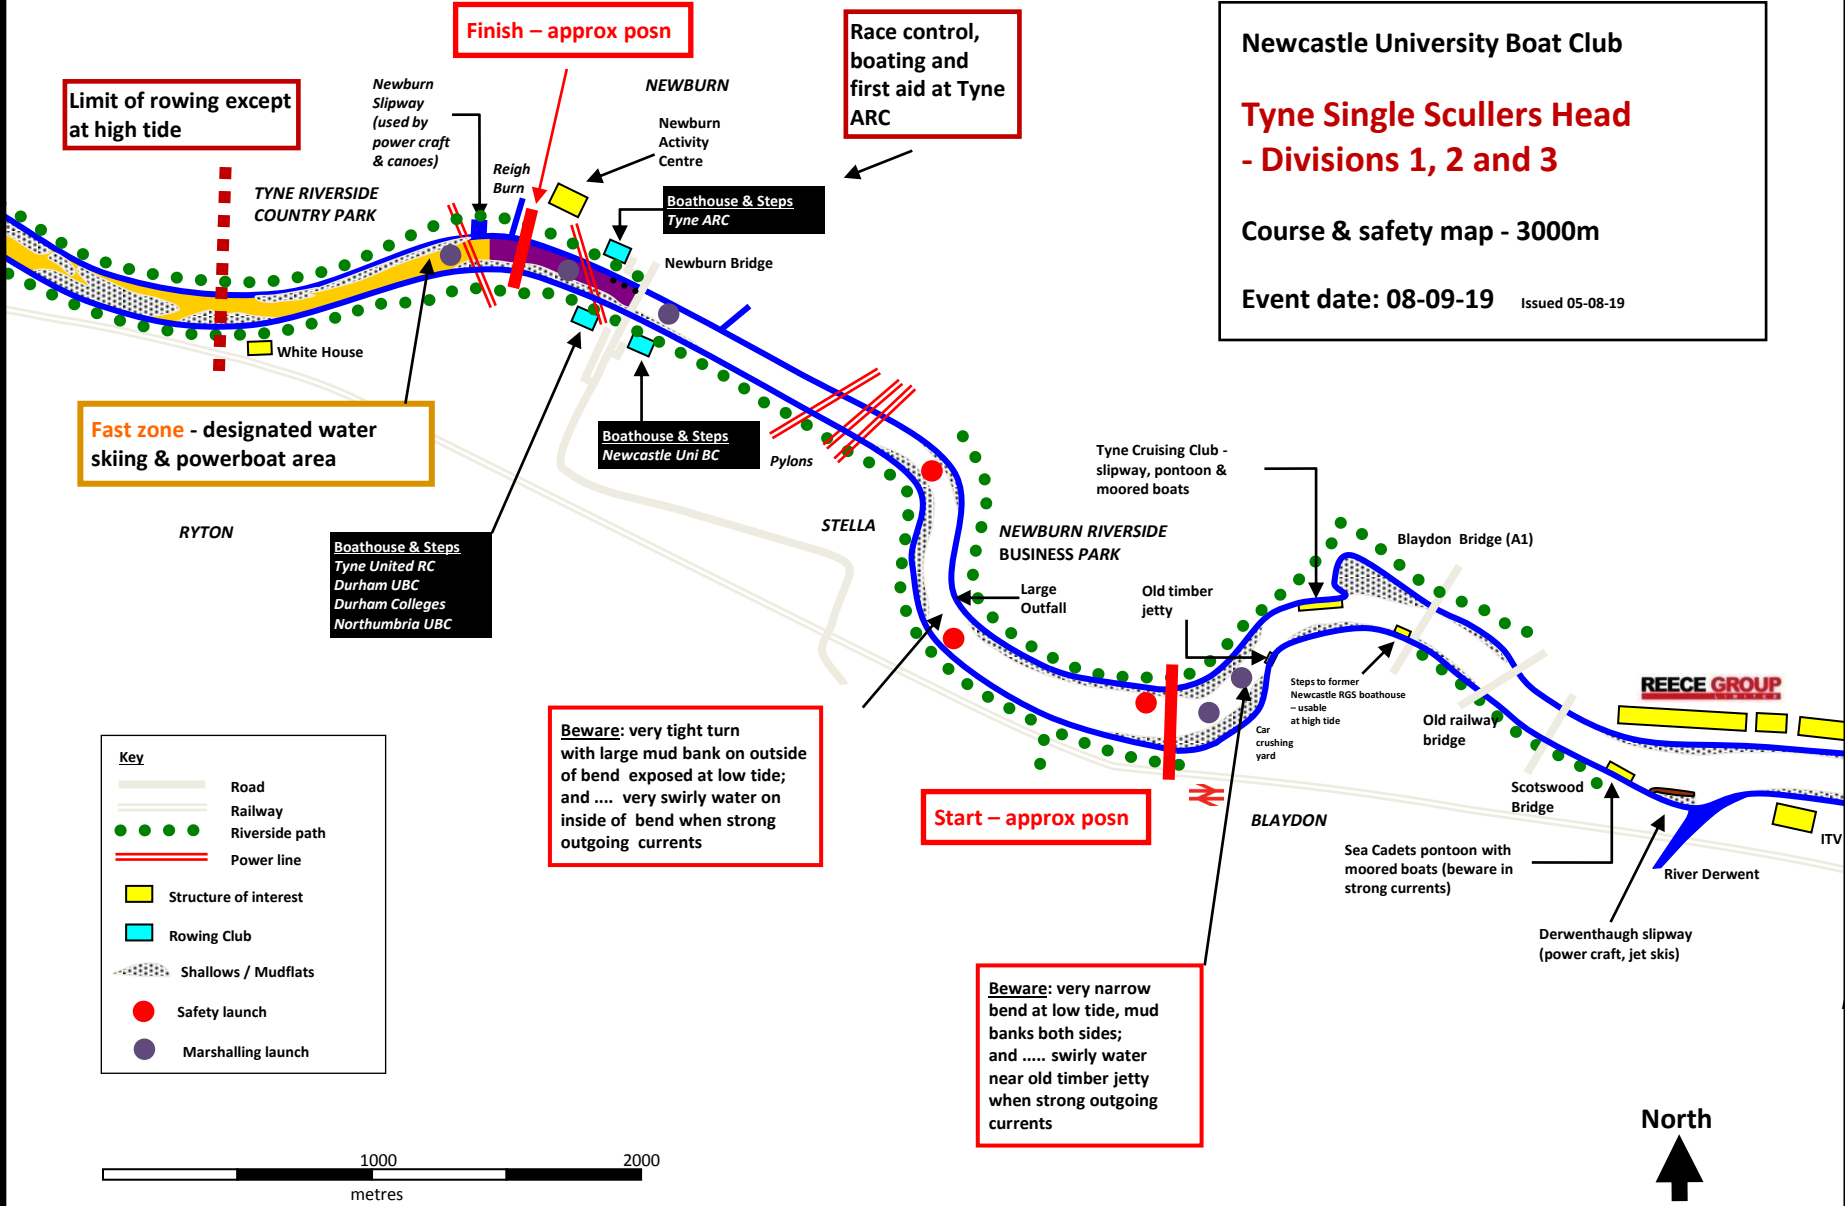 Finish – approx posn
Race control,
boating and
first aid at Tyne
ARC
Newcastle University Boat Club
Tyne Single Scullers Head
- Divisions 1, 2 and 3
Course & safety map - 3000m
Event date: 08-09-19 Issued 05-08-19
Limit of rowing except
at high tide
Newburn
Slipway
(used by
power craft
& canoes)
NEWBURN
Newburn
Activity
Centre
Reigh
Burn
TYNE RIVERSIDE
COUNTRY PARK
Boathouse & Steps
Tyne ARC
Newburn Bridge
White House
Fast zone - designated water
skiing & powerboat area
Boathouse & Steps
Newcastle Uni BC
Pylons
RYTON
Boathouse & Steps
Tyne United RC
Durham UBC
Durham Colleges
Northumbria UBC
STELLA
NEWBURN RIVERSIDE
BUSINESS PARK
Large
Outfall
Tyne Cruising Club -
slipway, pontoon &
moored boats
Blaydon Bridge (A1)
Old timber
jetty
Steps to former
Newcastle RGS boathouse
– usable
at high tide
Car
crushing
yard
Old railway
bridge
REECE GROUP
LIMITED
Scotswood
Bridge
BLAYDON
ITV
River Derwent
Sea Cadets pontoon with
moored boats (beware in
strong currents)
Derwenthaugh slipway
(power craft, jet skis)
Beware: very tight turn
with large mud bank on outside
of bend exposed at low tide;
and .... very swirly water on
inside of bend when strong
outgoing currents
Start – approx posn
Beware: very narrow
bend at low tide, mud
banks both sides;
and ..... swirly water
near old timber jetty
when strong outgoing
currents
Key
Road
Railway
Riverside path
Power line
Structure of interest
Rowing Club
Shallows / Mudflats
Safety launch
Marshalling launch
1000 2000
metres
North